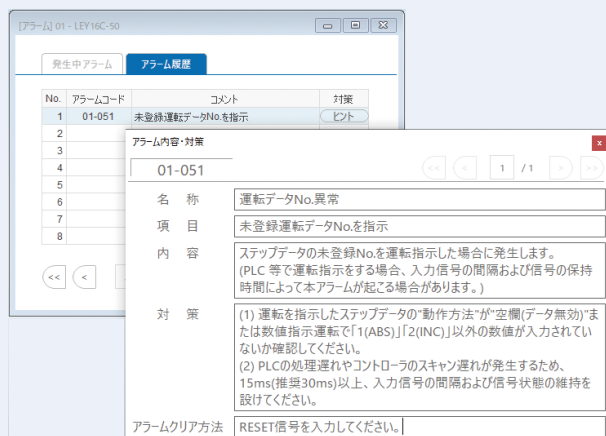 [アラーム] 01 - LEY16C-50
発生中アラーム アラーム履歴
No. アラームコード コメント 対策
1 01-051 未登録運転データNo.を指示 ヒント
2
3
4
5
6
7
8
<< <
アラーム内容・対策 x
01-051 << < 1 / 1 > >>
名 称 運転データNo.異常
項 目 未登録運転データNo.を指示
内 容 ステップデータの未登録No.を運転指示した場合に発生します。
(PLC 等で運転指示をする場合、入力信号の間隔および信号の保持
時間によって本アラームが起こる場合があります。)
対 策 (1) 運転を指示したステップデータの"動作方法"が"空欄(データ無効)"ま
たは数値指示運転で「1(ABS)」「2(INC)」以外の数値が入力されてい
ないか確認してください。
(2) PLCの処理遅れやコントローラのスキャン遅れが発生するため、
15ms(推奨30ms)以上、入力信号の間隔および信号状態の維持を
設けてください。
アラームクリア方法 RESET信号を入力してください。